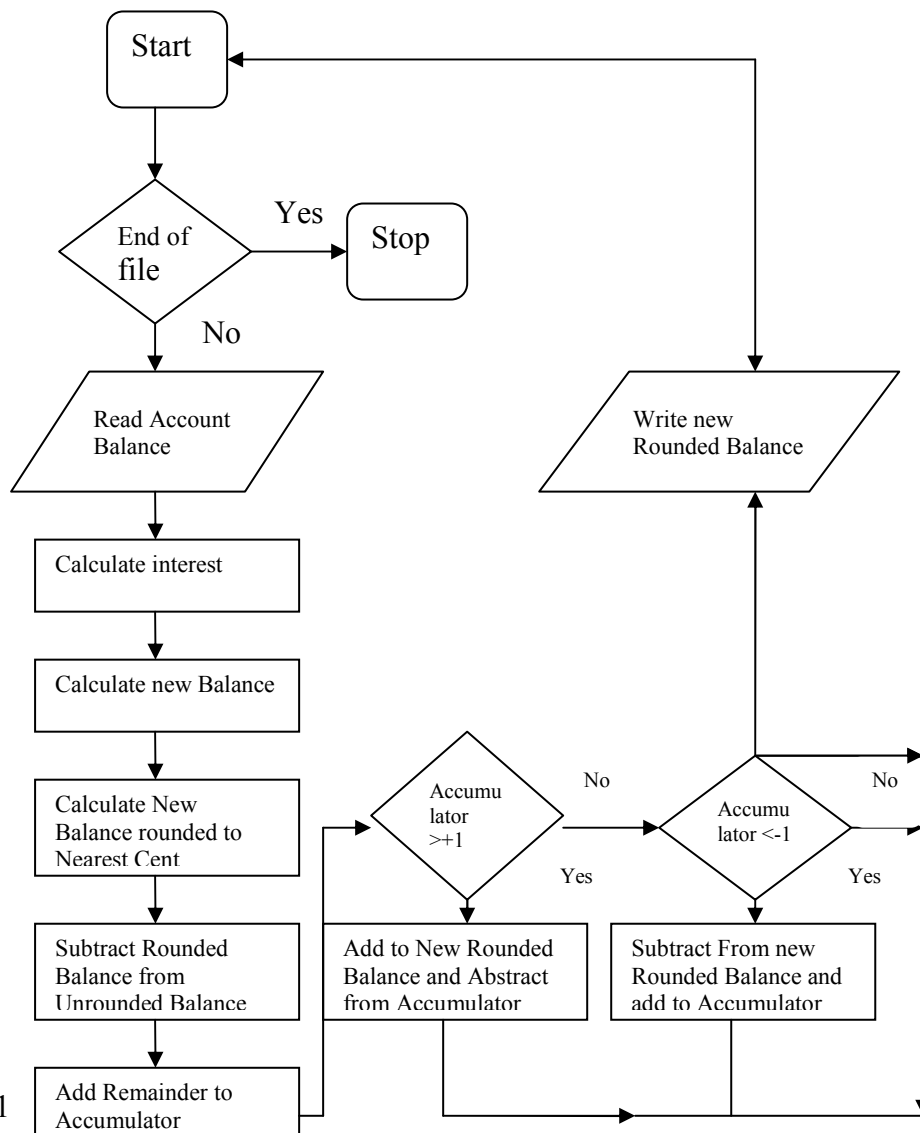 Start
End of
file
Yes
Stop
No
Read Account
Balance
Write new
Rounded Balance
Calculate interest
Calculate new Balance
Calculate New
Balance rounded to
Nearest Cent
Accumu
lator
>+1
No
Yes
Accumu
lator <-1
No
Yes
Subtract Rounded
Balance from
Unrounded Balance
Add to New Rounded
Balance and Abstract
from Accumulator
Subtract From new
Rounded Balance and
add to Accumulator
1
Add Remainder to
Accumulator